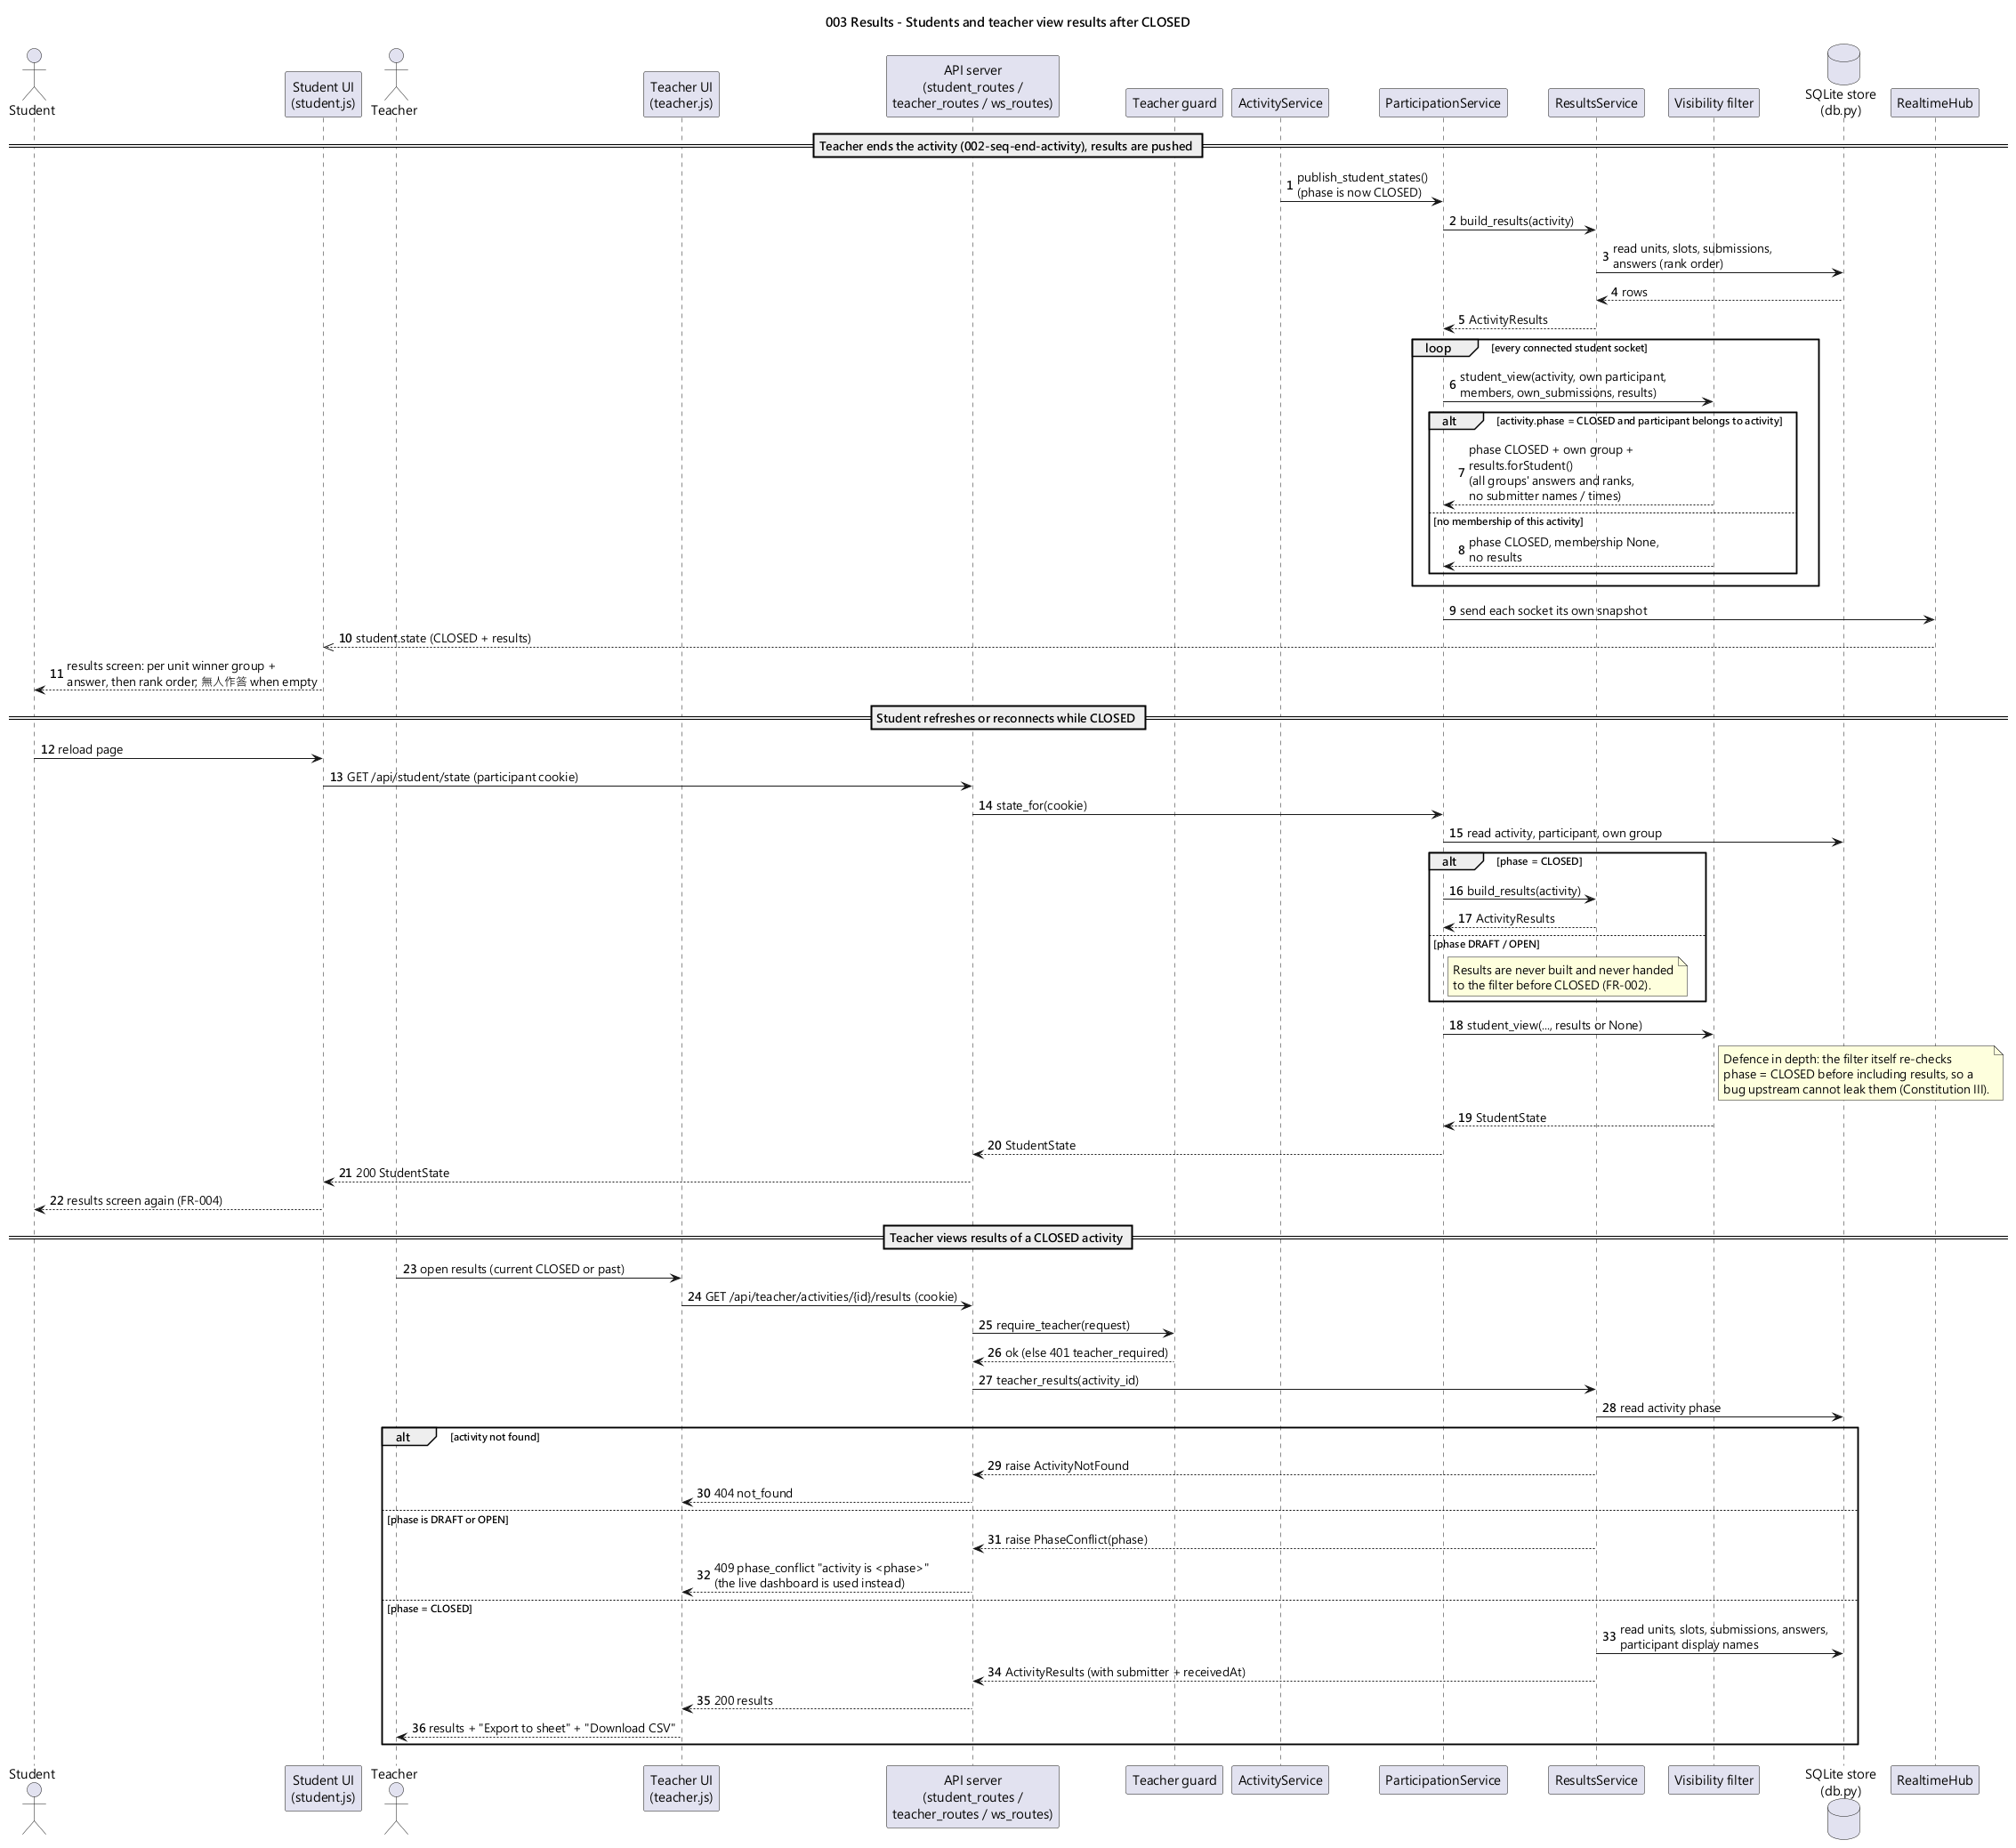 003 Results - Students and teacher view results after CLOSED
Student
Student UI
(student.js)
Teacher
Teacher UI
(teacher.js)
API server
(student_routes /
teacher_routes / ws_routes)
Teacher guard
ActivityService
ParticipationService
ResultsService
Visibility filter
SQLite store
(db.py)
RealtimeHub
Teacher ends the activity (002-seq-end-activity), results are pushed
1 publish_student_states()
(phase is now CLOSED)
2 build_results(activity)
3 read units, slots, submissions,
answers (rank order)
4 rows
5 ActivityResults
loop [every connected student socket]
6 student_view(activity, own participant,
members, own_submissions, results)
alt [activity.phase = CLOSED and participant belongs to activity]
7 phase CLOSED + own group +
results.forStudent()
(all groups' answers and ranks,
no submitter names / times)
[no membership of this activity]
8 phase CLOSED, membership None,
no results
9 send each socket its own snapshot
10 student.state (CLOSED + results)
11 results screen: per unit winner group +
answer, then rank order; 無人作答 when empty
Student refreshes or reconnects while CLOSED
12 reload page
13 GET /api/student/state (participant cookie)
14 state_for(cookie)
15 read activity, participant, own group
alt [phase = CLOSED]
16 build_results(activity)
17 ActivityResults
[phase DRAFT / OPEN]
Results are never built and never handed
to the filter before CLOSED (FR-002).
18 student_view(..., results or None)
Defence in depth: the filter itself re-checks
phase = CLOSED before including results, so a
bug upstream cannot leak them (Constitution III).
19 StudentState
20 StudentState
21 200 StudentState
22 results screen again (FR-004)
Teacher views results of a CLOSED activity
23 open results (current CLOSED or past)
24 GET /api/teacher/activities/{id}/results (cookie)
25 require_teacher(request)
26 ok (else 401 teacher_required)
27 teacher_results(activity_id)
28 read activity phase
alt [activity not found]
29 raise ActivityNotFound
30 404 not_found
[phase is DRAFT or OPEN]
31 raise PhaseConflict(phase)
32 409 phase_conflict "activity is <phase>"
(the live dashboard is used instead)
[phase = CLOSED]
33 read units, slots, submissions, answers,
participant display names
34 ActivityResults (with submitter + receivedAt)
35 200 results
36 results + "Export to sheet" + "Download CSV"
Student
Student UI
(student.js)
Teacher
Teacher UI
(teacher.js)
API server
(student_routes /
teacher_routes / ws_routes)
Teacher guard
ActivityService
ParticipationService
ResultsService
Visibility filter
SQLite store
(db.py)
RealtimeHub